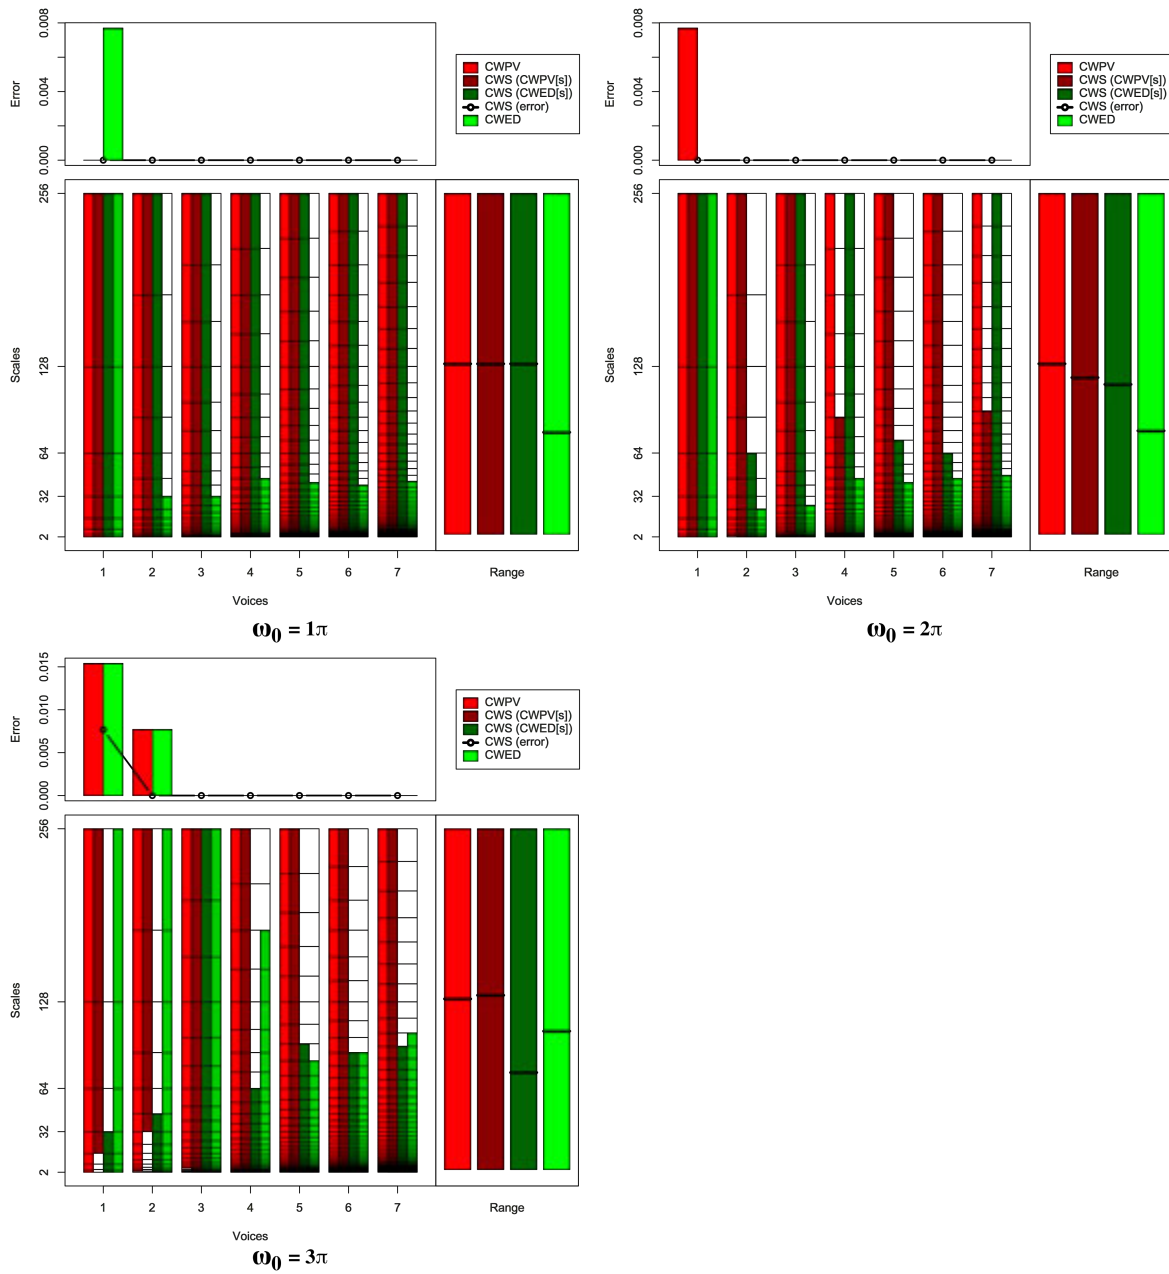 0.008
0.004
0.000
Error
CWPV
CWS (CWPV[s])
CWS (CWED[s])
CWS (error)
CWED
256
128
64
32
2
Scales
1 2 3 4 5 6 7
Range
Voices
ω0 = 1π
0.008
0.004
0.000
Error
CWPV
CWS (CWPV[s])
CWS (CWED[s])
CWS (error)
CWED
256
128
64
32
2
Scales
1 2 3 4 5 6 7
Range
Voices
ω0 = 2π
0.015
0.010
0.005
0.000
Error
CWPV
CWS (CWPV[s])
CWS (CWED[s])
CWS (error)
CWED
256
128
64
32
2
Scales
1 2 3 4 5 6 7
Range
Voices
ω0 = 3π